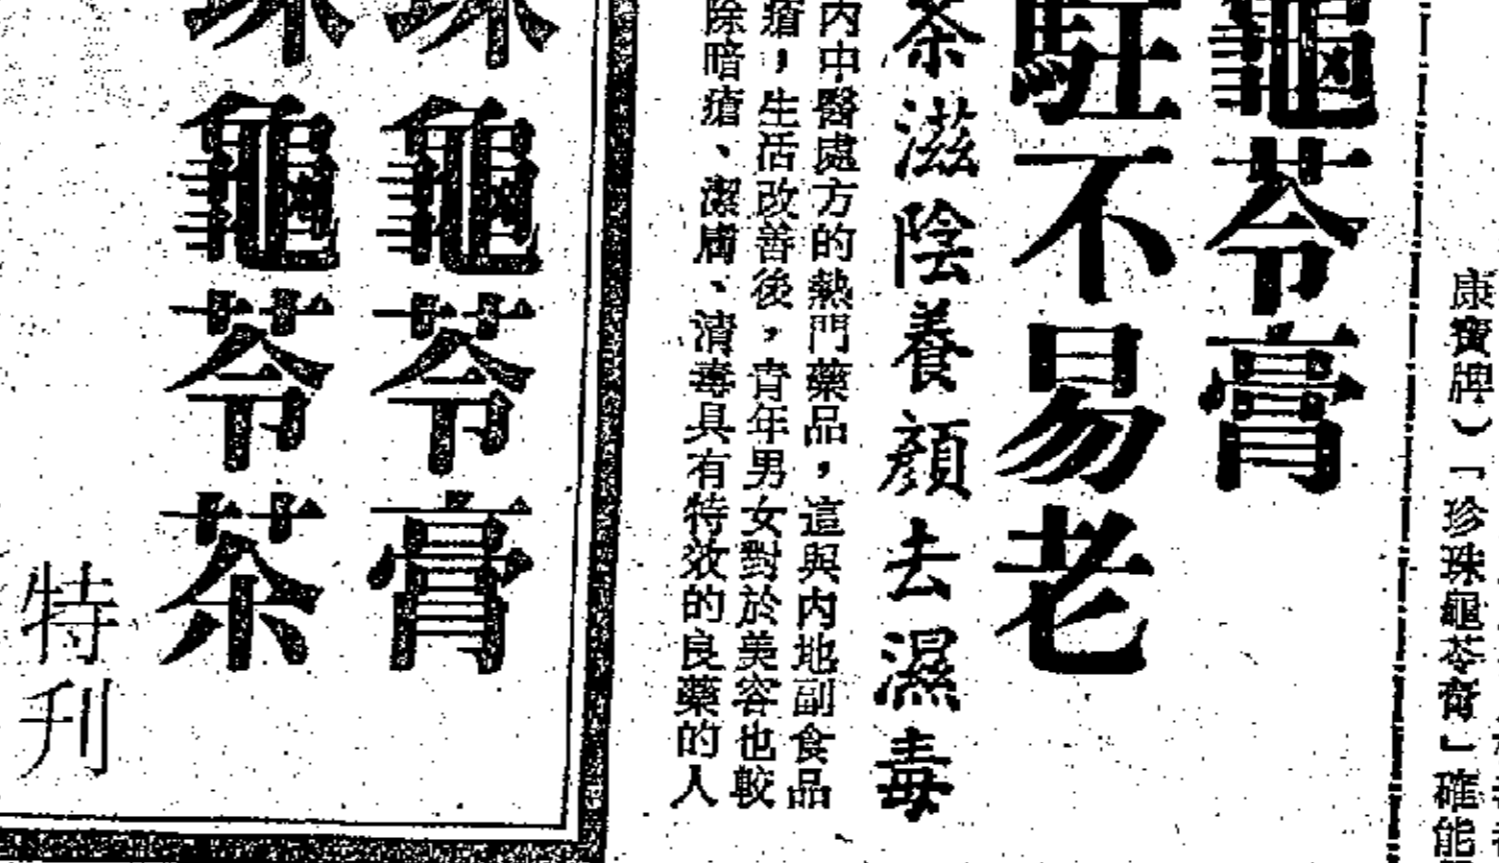 康寶牌）「珍珠龜苓膏」確能
龜苓膏
駐不易老
茶滋陰養顏去濕毒
內中醫處方的熱門藥品，這與內地副食品
瘡，生活改善後，青年男女對於美容也較
除暗瘡、潔膚、清毒具有特效的良藥的人
珠龜苓膏
珠龜苓茶
特刊